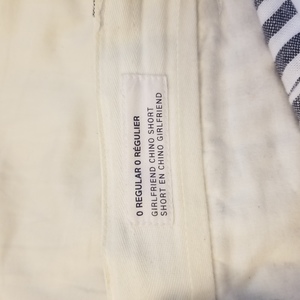 0 REGULAR 0 RÉGULIER
GIRLFRIEND CHINO SHORT
SHORT EN CHINO GIRLFRIEND